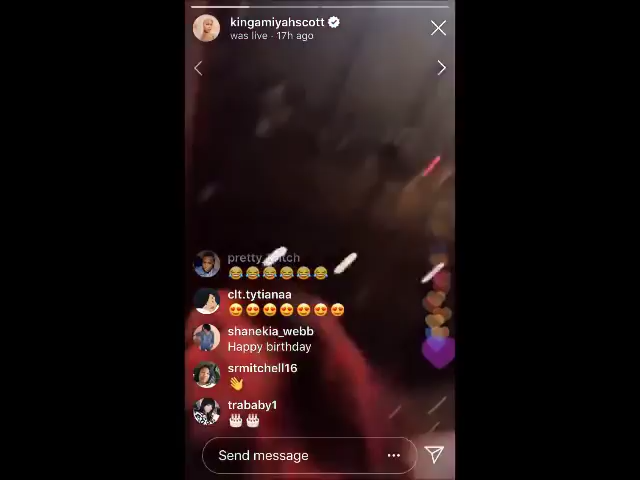 kingamiyahscott
was live · 17h ago
😂😂😂😂😂😂
clt.tytianaa
😍😍😍😍😍😍😍
shanekia_webb
Happy birthday
srmitchell16
👋
trababy1
🎂🎂
Send message